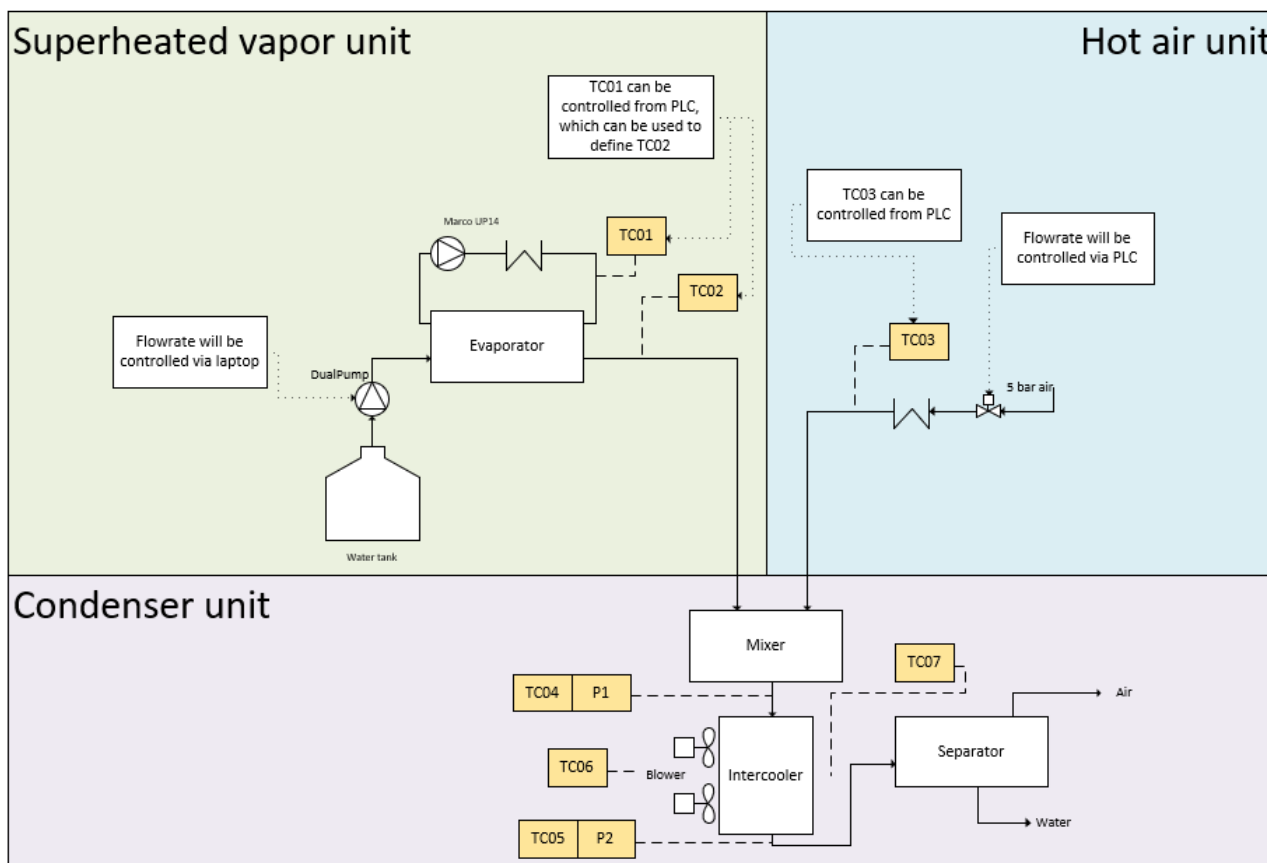 Superheated vapor unit
Hot air unit
TC01 can be
controlled from PLC,
which can be used to
define TC02
TC03 can be
controlled from PLC
Flowrate will be
controlled via PLC
Marco UP14
TC01
TC02
Evaporator
TC03
Flowrate will be
controlled via laptop
DualPump
5 bar air
Water tank
Condenser unit
Mixer
TC07
TC04
P1
Air
TC06
Blower
Intercooler
Separator
Water
TC05
P2